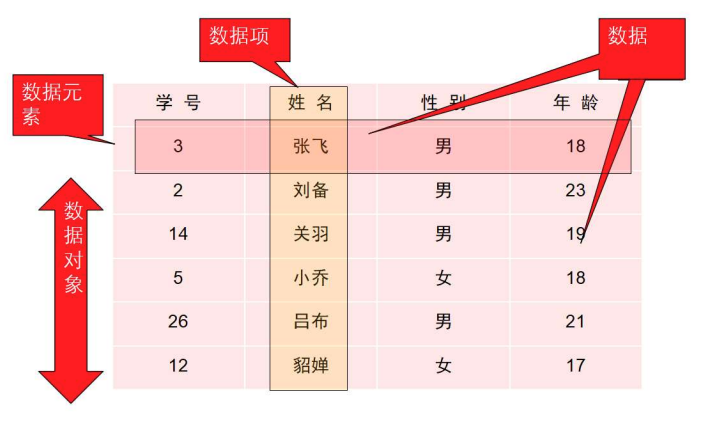 数据项
数据
数据元
素
学号 姓名 性别 年龄
3 张飞 男 18
2 刘备 男 23
14 关羽 男 19
5 小乔 女 18
26 吕布 男 21
12 貂婵 女 17
数
据
对
象